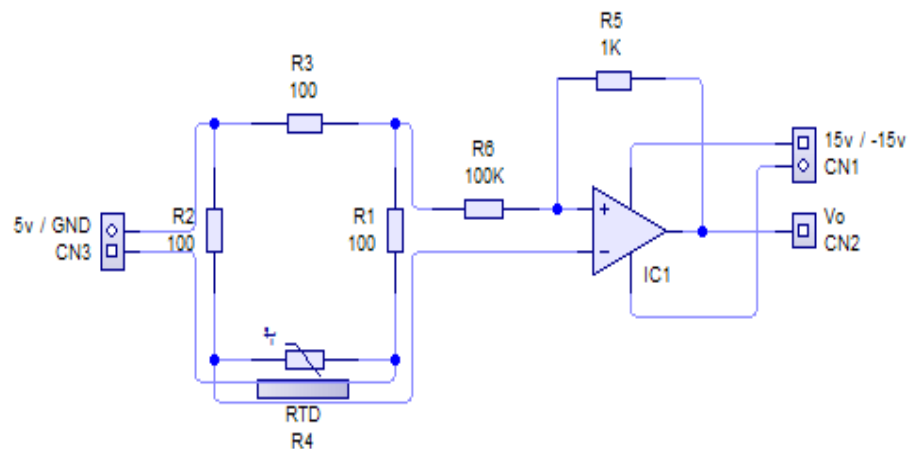 R5
1K
R3
100
15v / -15v
CN1
R6
100K
5v / GND
CN3
R2
100
R1
100
+
−
Vo
CN2
IC1
t
RTD
R4